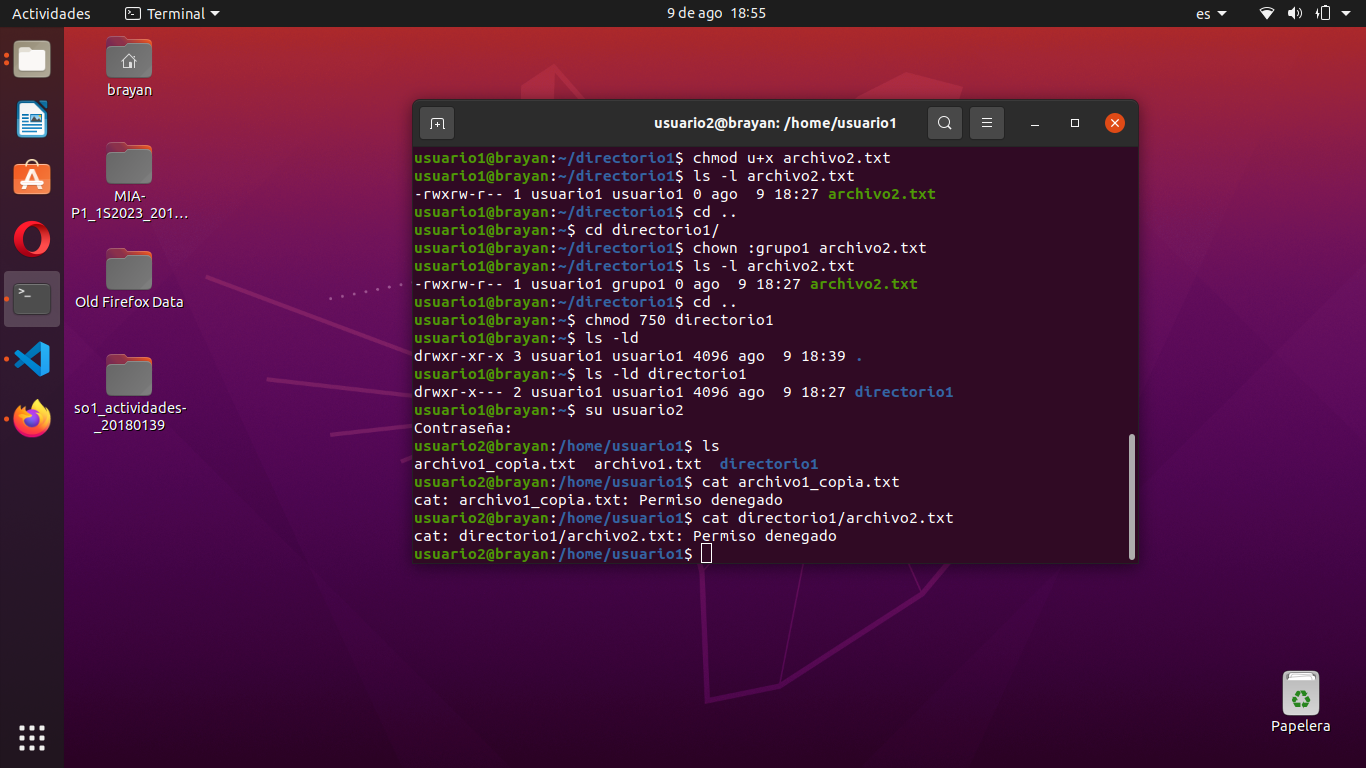 Actividades
Terminal
9 de ago 18:55
es
brayan
MIA-
P1_1S2023_201...
Old Firefox Data
so1_actividades-
_20180139
usuario2@brayan: /home/usuario1
usuario1@brayan:~/directorio1$ chmod u+x archivo2.txt
usuario1@brayan:~/directorio1$ ls -l archivo2.txt
-rwxrw-r-- 1 usuario1 usuario1 0 ago  9 18:27 archivo2.txt
usuario1@brayan:~/directorio1$ cd ..
usuario1@brayan:~$ cd directorio1/
usuario1@brayan:~/directorio1$ chown :grupo1 archivo2.txt
usuario1@brayan:~/directorio1$ ls -l archivo2.txt
-rwxrw-r-- 1 usuario1 grupo1 0 ago  9 18:27 archivo2.txt
usuario1@brayan:~/directorio1$ cd ..
usuario1@brayan:~$ chmod 750 directorio1
usuario1@brayan:~$ ls -ld
drwxr-xr-x 3 usuario1 usuario1 4096 ago  9 18:39 .
usuario1@brayan:~$ ls -ld directorio1
drwxr-x--- 2 usuario1 usuario1 4096 ago  9 18:27 directorio1
usuario1@brayan:~$ su usuario2
Contraseña:
usuario2@brayan:/home/usuario1$ ls
archivo1_copia.txt  archivo1.txt  directorio1
usuario2@brayan:/home/usuario1$ cat archivo1_copia.txt
cat: archivo1_copia.txt: Permiso denegado
usuario2@brayan:/home/usuario1$ cat directorio1/archivo2.txt
cat: directorio1/archivo2.txt: Permiso denegado
usuario2@brayan:/home/usuario1$
Papelera